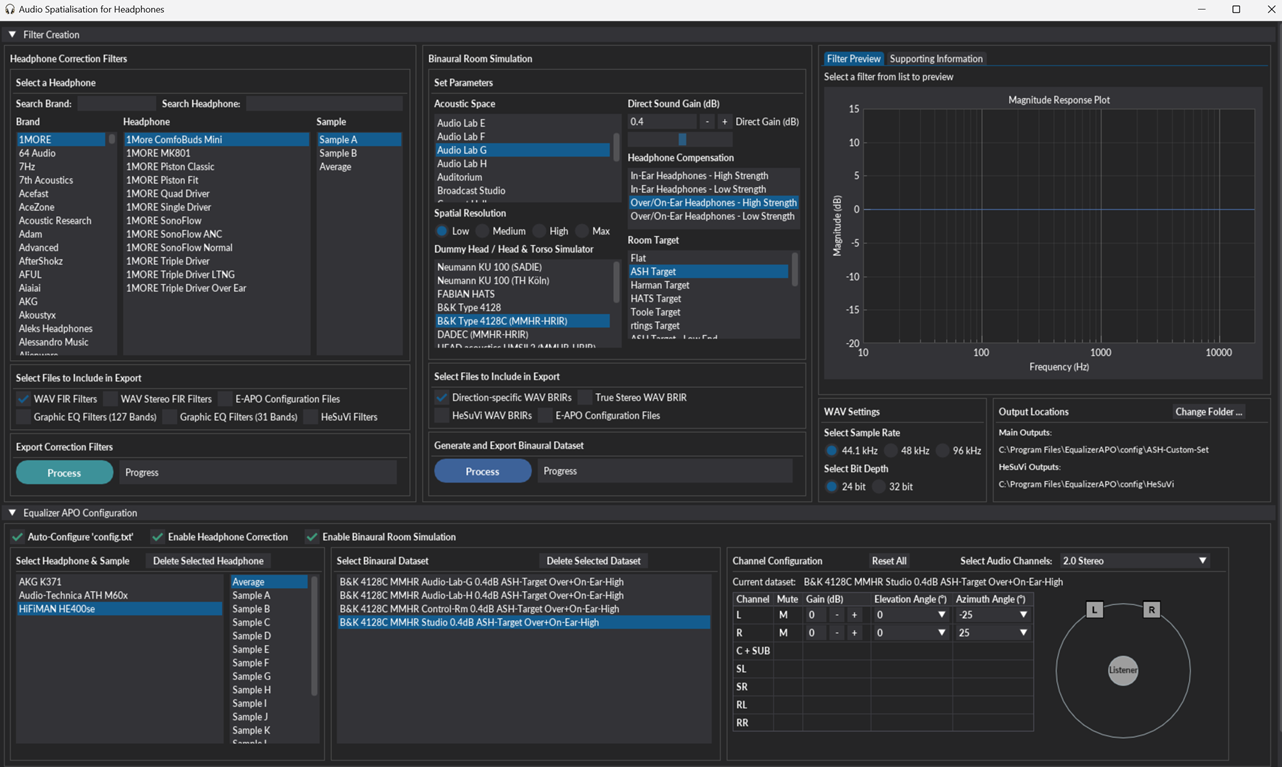 Audio Spatialisation for Headphones
Filter Creation
Headphone Correction Filters
Select a Headphone
Search Brand:
Search Headphone:
Brand
Headphone
Sample
1MORE
64 Audio
7Hz
7th Acoustics
Acefast
AceZone
Acoustic Research
Adam
Advanced
AfterShokz
AFUL
Aiaiai
AKG
Akoustyx
Aleks Headphones
Alessandro Music
1More ComfoBuds Mini
1MORE MK801
1MORE Piston Classic
1MORE Piston Fit
1MORE Quad Driver
1MORE Single Driver
1MORE SonoFlow
1MORE SonoFlow ANC
1MORE SonoFlow Normal
1MORE Triple Driver
1MORE Triple Driver LTNG
1MORE Triple Driver Over Ear
Sample A
Sample B
Average
Select Files to Include in Export
WAV FIR Filters
WAV Stereo FIR Filters
E-APO Configuration Files
Graphic EQ Filters (127 Bands)
Graphic EQ Filters (31 Bands)
HeSuVi Filters
Export Correction Filters
Process
Progress
Binaural Room Simulation
Set Parameters
Acoustic Space
Audio Lab E
Audio Lab F
Audio Lab G
Audio Lab H
Auditorium
Broadcast Studio
Spatial Resolution
Low
Medium
High
Max
Dummy Head / Head & Torso Simulator
Neumann KU 100 (SADIE)
Neumann KU 100 (TH Köln)
FABIAN HATS
B&K Type 4128
B&K Type 4128C (MMHR-HRIR)
DADEC (MMHR-HRIR)
HEAD acoustics HMSII.2 (MMHR-HRIR)
Direct Sound Gain (dB)
0.4
-
+
Direct Gain (dB)
Headphone Compensation
In-Ear Headphones - High Strength
In-Ear Headphones - Low Strength
Over/On-Ear Headphones - High Strength
Over/On-Ear Headphones - Low Strength
Room Target
Flat
ASH Target
Harman Target
HATS Target
Toole Target
rtings Target
ASH Target - Low End
Select Files to Include in Export
Direction-specific WAV BRIRs
True Stereo WAV BRIR
HeSuVi WAV BRIRs
E-APO Configuration Files
Generate and Export Binaural Dataset
Process
Progress
Filter Preview
Supporting Information
Select a filter from list to preview
Magnitude Response Plot
15
10
5
0
-5
-10
-15
-20
Magnitude (dB)
10
100
1000
10000
Frequency (Hz)
WAV Settings
Select Sample Rate
44.1 kHz
48 kHz
96 kHz
Select Bit Depth
24 bit
32 bit
Output Locations
Change Folder ...
Main Outputs:
C:\Program Files\EqualizerAPO\config\ASH-Custom-Set
HeSuVi Outputs:
C:\Program Files\EqualizerAPO\config\HeSuVi
Equalizer APO Configuration
Auto-Configure 'config.txt'
Enable Headphone Correction
Enable Binaural Room Simulation
Select Headphone & Sample
Delete Selected Headphone
AKG K371
Audio-Technica ATH M60x
HiFiMAN HE400se
Average
Sample A
Sample B
Sample C
Sample D
Sample E
Sample F
Sample G
Sample H
Sample I
Sample J
Sample K
Select Binaural Dataset
Delete Selected Dataset
B&K 4128C MMHR Audio-Lab-G 0.4dB ASH-Target Over+On-Ear-High
B&K 4128C MMHR Audio-Lab-H 0.4dB ASH-Target Over+On-Ear-High
B&K 4128C MMHR Control-Rm 0.4dB ASH-Target Over+On-Ear-High
B&K 4128C MMHR Studio 0.4dB ASH-Target Over+On-Ear-High
Channel Configuration
Reset All
Select Audio Channels:
2.0 Stereo
Current dataset: B&K 4128C MMHR Studio 0.4dB ASH-Target Over+On-Ear-High
Channel Mute Gain (dB) Elevation Angle (°) Azimuth Angle (°)
L M 0 - + 0 -25
R M 0 - + 0 25
C + SUB
SL
SR
RL
RR
L
R
Listener